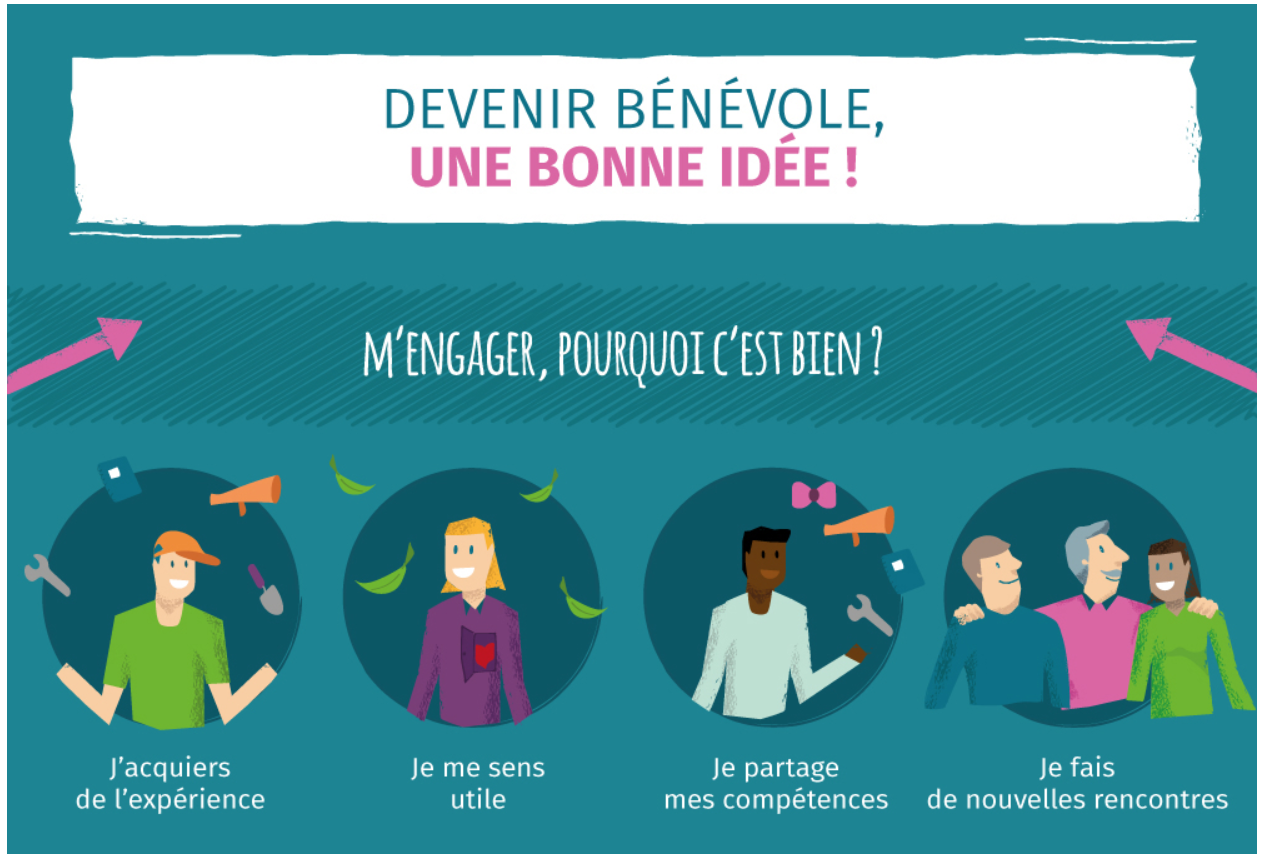 DEVENIR BÉNÉVOLE,
UNE BONNE IDÉE !
M'ENGAGER, POURQUOI C'EST BIEN ?
J'acquiers
de l'expérience
Je me sens
utile
Je partage
mes compétences
Je fais
de nouvelles rencontres